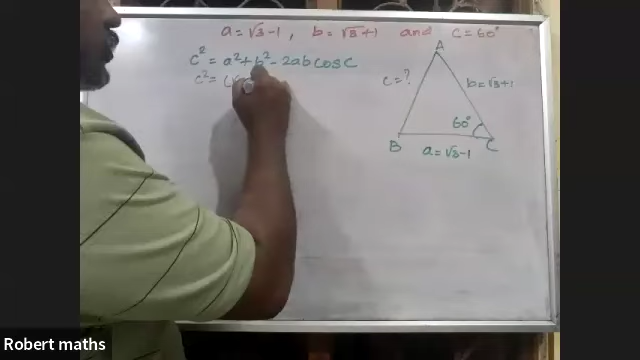 a = √3 - 1 , b = √3 + 1 and C = 60°
c² = a² + b² - 2ab cos C
c² = (√
A
c = ?
b = √3 + 1
60°
B
C
a = √3 - 1
Robert maths